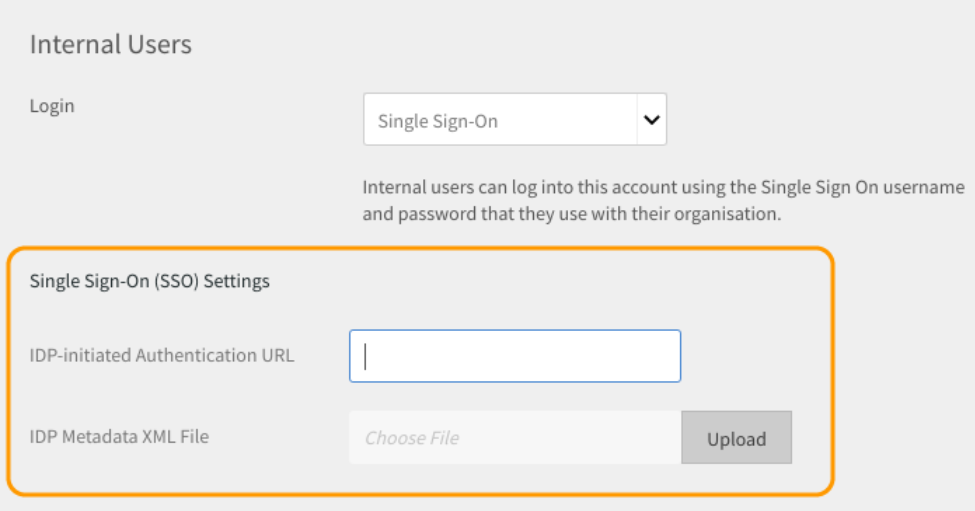 Internal Users
Login
Single Sign-On
Internal users can log into this account using the Single Sign On username
and password that they use with their organisation.
Single Sign-On (SSO) Settings
IDP-initiated Authentication URL
IDP Metadata XML File
Choose File
Upload